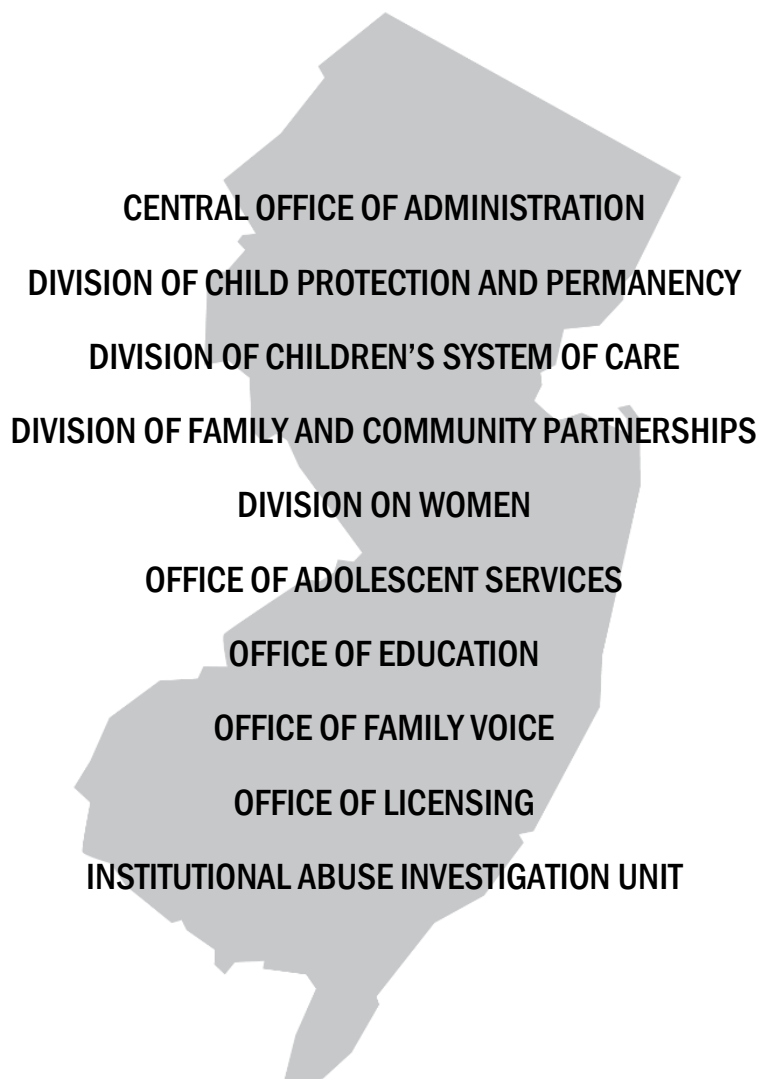 CENTRAL OFFICE OF ADMINISTRATION
DIVISION OF CHILD PROTECTION AND PERMANENCY
DIVISION OF CHILDREN’S SYSTEM OF CARE
DIVISION OF FAMILY AND COMMUNITY PARTNERSHIPS
DIVISION ON WOMEN
OFFICE OF ADOLESCENT SERVICES
OFFICE OF EDUCATION
OFFICE OF FAMILY VOICE
OFFICE OF LICENSING
INSTITUTIONAL ABUSE INVESTIGATION UNIT